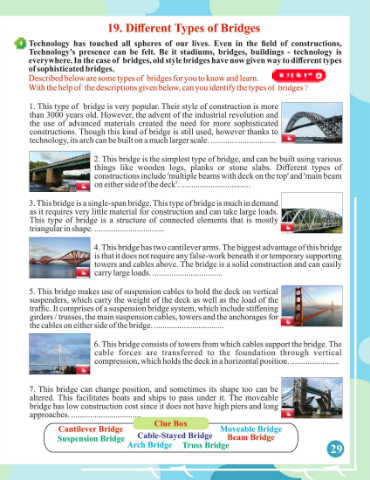 19. Different Types of Bridges
Technology has touched all spheres of our lives. Even in the field of constructions,
Technology's presence can be felt. Be it stadiums, bridges, buildings - technology is
everywhere. In the case of bridges, old style bridges have now given way to different types
of sophisticated bridges.
Described below are some types of bridges for you to know and learn.
With the help of the descriptions given below, can you identify the types of bridges ?
1. This type of bridge is very popular. Their style of construction is more
than 3000 years old. However, the advent of the industrial revolution and
the use of advanced materials created the need for more sophisticated
constructions. Though this kind of bridge is still used, however thanks to
technology, its arch can be built on a much larger scale. ................................
2. This bridge is the simplest type of bridge, and can be built using various
things like wooden logs, planks or stone slabs. Different types of
constructions include 'multiple beams with deck on the top' and 'main beam
on either side of the deck'. ................................
3. This bridge is a single-span bridge. This type of bridge is much in demand
as it requires very little material for construction and can take large loads.
This type of bridge is a structure of connected elements that is mostly
triangular in shape. ................................
4. This bridge has two cantilever arms. The biggest advantage of this bridge
is that it does not require any false-work beneath it or temporary supporting
towers and cables above. The bridge is a solid construction and can easily
carry large loads. ................................
5. This bridge makes use of suspension cables to hold the deck on vertical
suspenders, which carry the weight of the deck as well as the load of the
traffic. It comprises of a suspension bridge system, which include stiffening
girders / trusses, the main suspension cables, towers and the anchorages for
the cables on either side of the bridge. ................................
6. This bridge consists of towers from which cables support the bridge. The
cable forces are transferred to the foundation through vertical
compression, which holds the deck in a horizontal position. ......................
7. This bridge can change position, and sometimes its shape too can be
altered. This facilitates boats and ships to pass under it. The moveable
bridge has low construction cost since it does not have high piers and long
approaches. ................................
Clue Box
Cantilever Bridge Moveable Bridge
Suspension Bridge Cable-Stayed Bridge Beam Bridge
Arch Bridge Truss Bridge
29